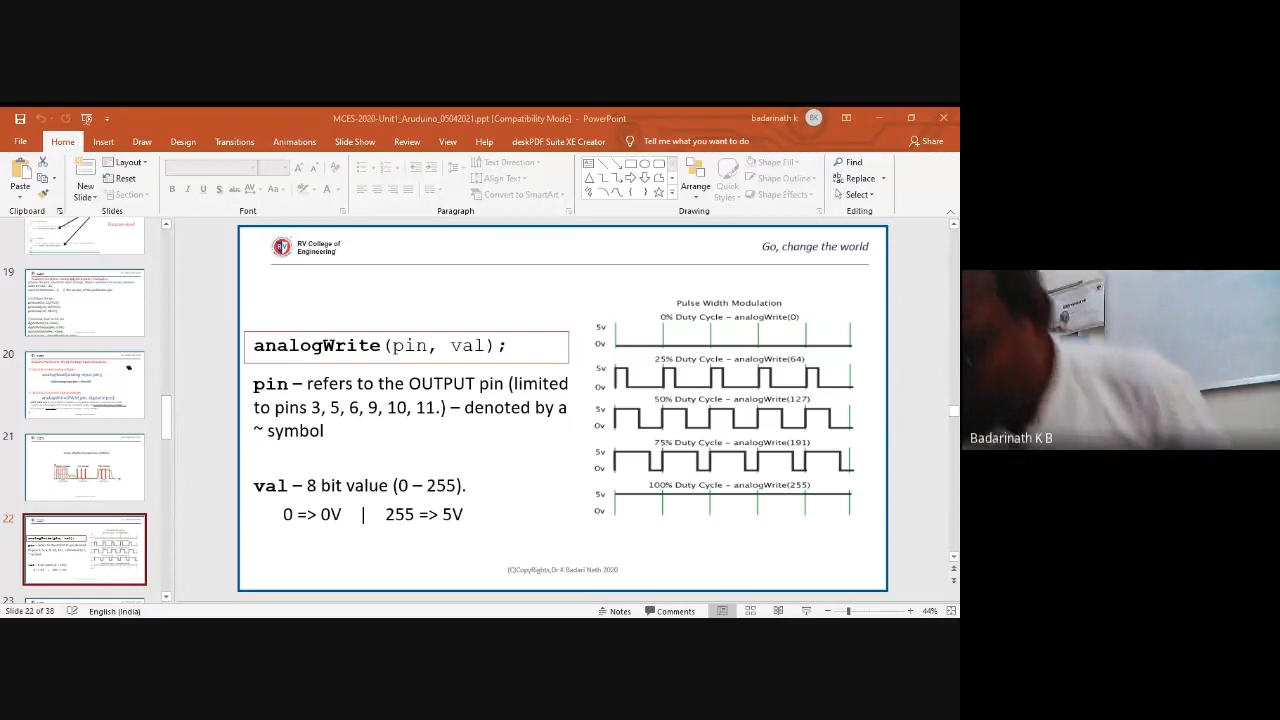 MCES-2020-Unit1_Aruduino_05042021.ppt [Compatibility Mode] - PowerPoint
badarinath k
BK
File Home Insert Draw Design Transitions Animations Slide Show Review View Help deskPDF Suite XE Creator Tell me what you want to do Share
Paste
Clipboard
New
Slide
Layout
Reset
Section
Slides
B I U S abc AV Aa A
Font
Text Direction
Align Text
Convert to SmartArt
Paragraph
Arrange
Quick
Styles
Shape Fill
Shape Outline
Shape Effects
Drawing
Find
Replace
Select
Editing
19
20
21
22
23
RV College of
Engineering
Go, change the world
analogWrite(pin, val);
pin – refers to the OUTPUT pin (limited
to pins 3, 5, 6, 9, 10, 11.) – denoted by a
~ symbol
val – 8 bit value (0 – 255).
0 => 0V | 255 => 5V
Pulse Width Modulation
0% Duty Cycle – analogWrite(0)
5v
0v
25% Duty Cycle – analogWrite(64)
5v
0v
50% Duty Cycle – analogWrite(127)
5v
0v
75% Duty Cycle – analogWrite(191)
5v
0v
100% Duty Cycle – analogWrite(255)
5v
0v
(C)CopyRights,Dr K Badari Nath 2020
Badarinath K B
Slide 22 of 38 English (India) Notes Comments 44%